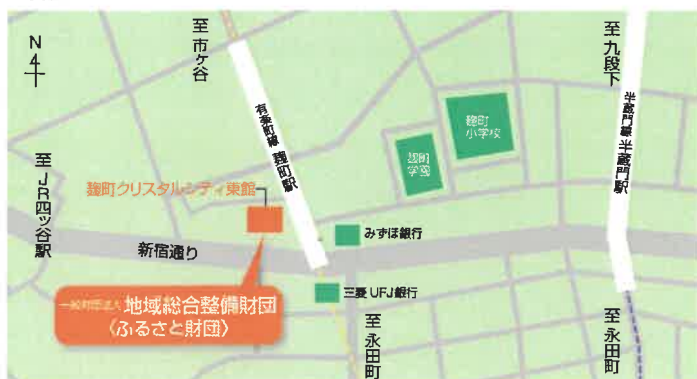 N
至市ヶ谷
至九段下
有楽町線 麹町駅
半蔵門線 半蔵門駅
麹町
小学校
麹町
学園
至JR四ッ谷駅
麹町クリスタルシティ東館
みずほ銀行
新宿通り
一般財団法人 地域総合整備財団
〈ふるさと財団〉
三菱UFJ銀行
至永田町
至永田町